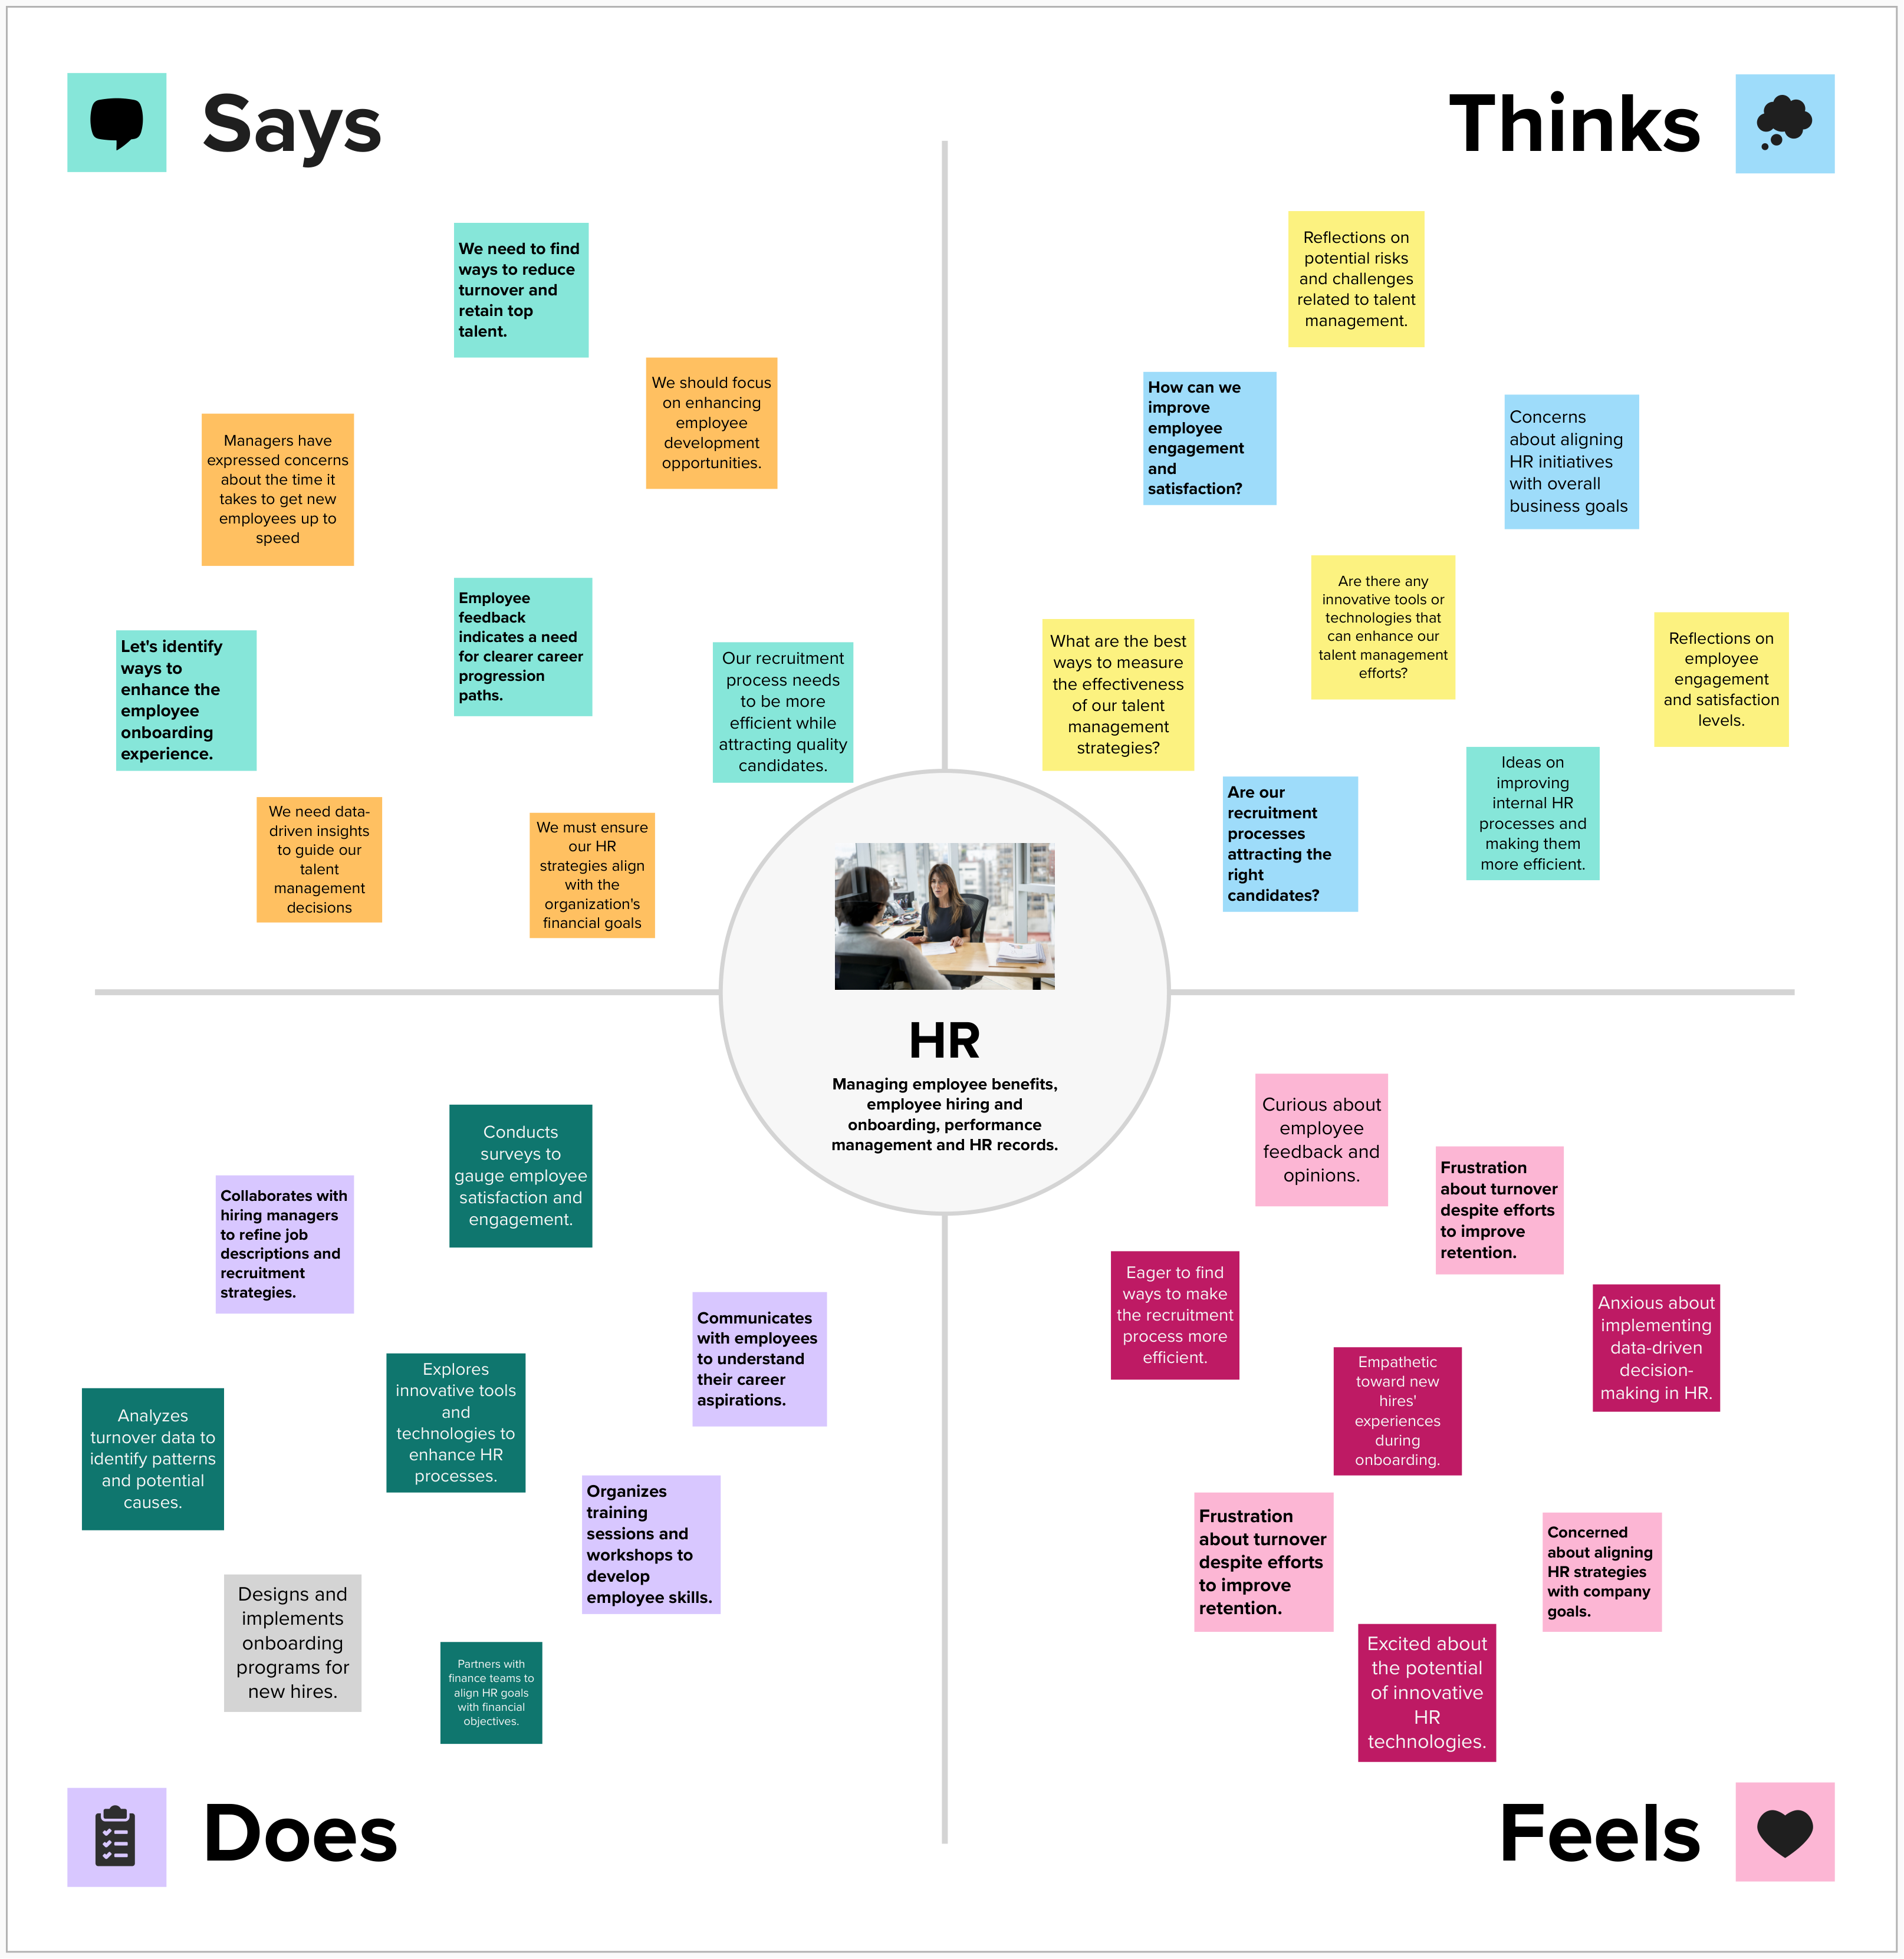 Says
We need to find
ways to reduce
turnover and
retain top
talent.
We should focus
on enhancing
employee
development
opportunities.
Managers have
expressed concerns
about the time it
takes to get new
employees up to
speed
Employee
feedback
indicates a need
for clearer career
progression
paths.
Let's identify
ways to
enhance the
employee
onboarding
experience.
Our recruitment
process needs
to be more
efficient while
attracting quality
candidates.
We need data-
driven insights
to guide our
talent
management
decisions
We must ensure
our HR
strategies align
with the
organization's
financial goals
Thinks
Reflections on
potential risks
and challenges
related to talent
management.
How can we
improve
employee
engagement
and
satisfaction?
Concerns
about aligning
HR initiatives
with overall
business goals
Are there any
innovative tools or
technologies that
can enhance our
talent management
efforts?
What are the best
ways to measure
the effectiveness
of our talent
management
strategies?
Reflections on
employee
engagement
and satisfaction
levels.
Ideas on
improving
internal HR
processes and
making them
more efficient.
Are our
recruitment
processes
attracting the
right
candidates?
HR
Managing employee benefits,
employee hiring and
onboarding, performance
management and HR records.
Conducts
surveys to
gauge employee
satisfaction and
engagement.
Collaborates with
hiring managers
to refine job
descriptions and
recruitment
strategies.
Communicates
with employees
to understand
their career
aspirations.
Explores
innovative tools
and
technologies to
enhance HR
processes.
Analyzes
turnover data to
identify patterns
and potential
causes.
Organizes
training
sessions and
workshops to
develop
employee skills.
Designs and
implements
onboarding
programs for
new hires.
Partners with
finance teams to
align HR goals
with financial
objectives.
Does
Curious about
employee
feedback and
opinions.
Frustration
about turnover
despite efforts
to improve
retention.
Eager to find
ways to make
the recruitment
process more
efficient.
Anxious about
implementing
data-driven
decision-
making in HR.
Empathetic
toward new
hires'
experiences
during
onboarding.
Frustration
about turnover
despite efforts
to improve
retention.
Concerned
about aligning
HR strategies
with company
goals.
Excited about
the potential
of innovative
HR
technologies.
Feels